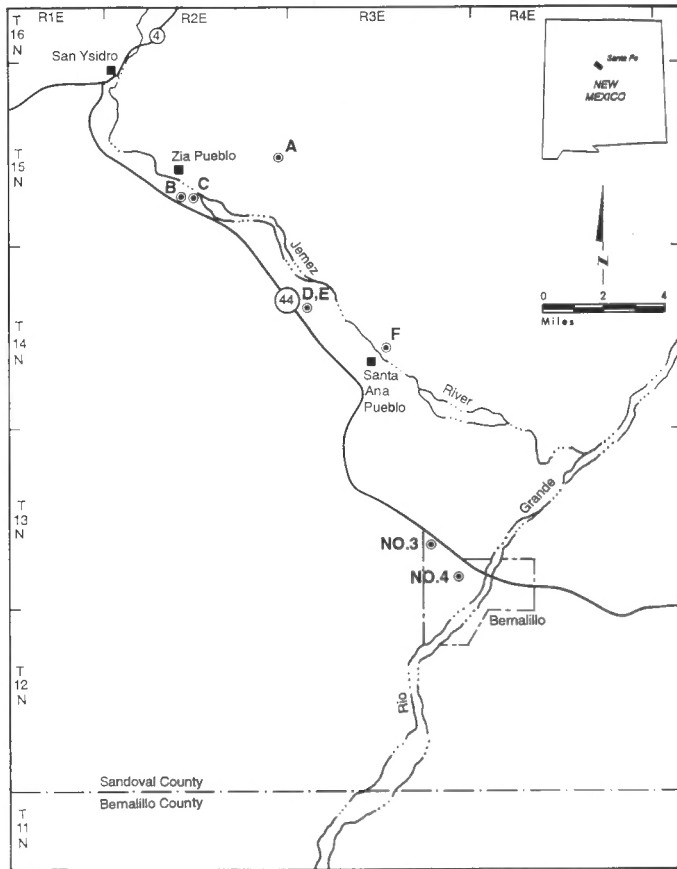 R1E
R2E
R3E
R4E
T
16
N
4
San Ysidro
Santa Fe
NEW
MEXICO
A
T
15
N
Zia Pueblo
B
C
Jemez
N
44
D,E
0
2
4
Miles
T
14
N
F
Santa
Ana
Pueblo
River
Grande
T
13
N
NO.3
NO.4
Bernalillo
T
12
N
Rio
Sandoval County
Bernalillo County
T
11
N